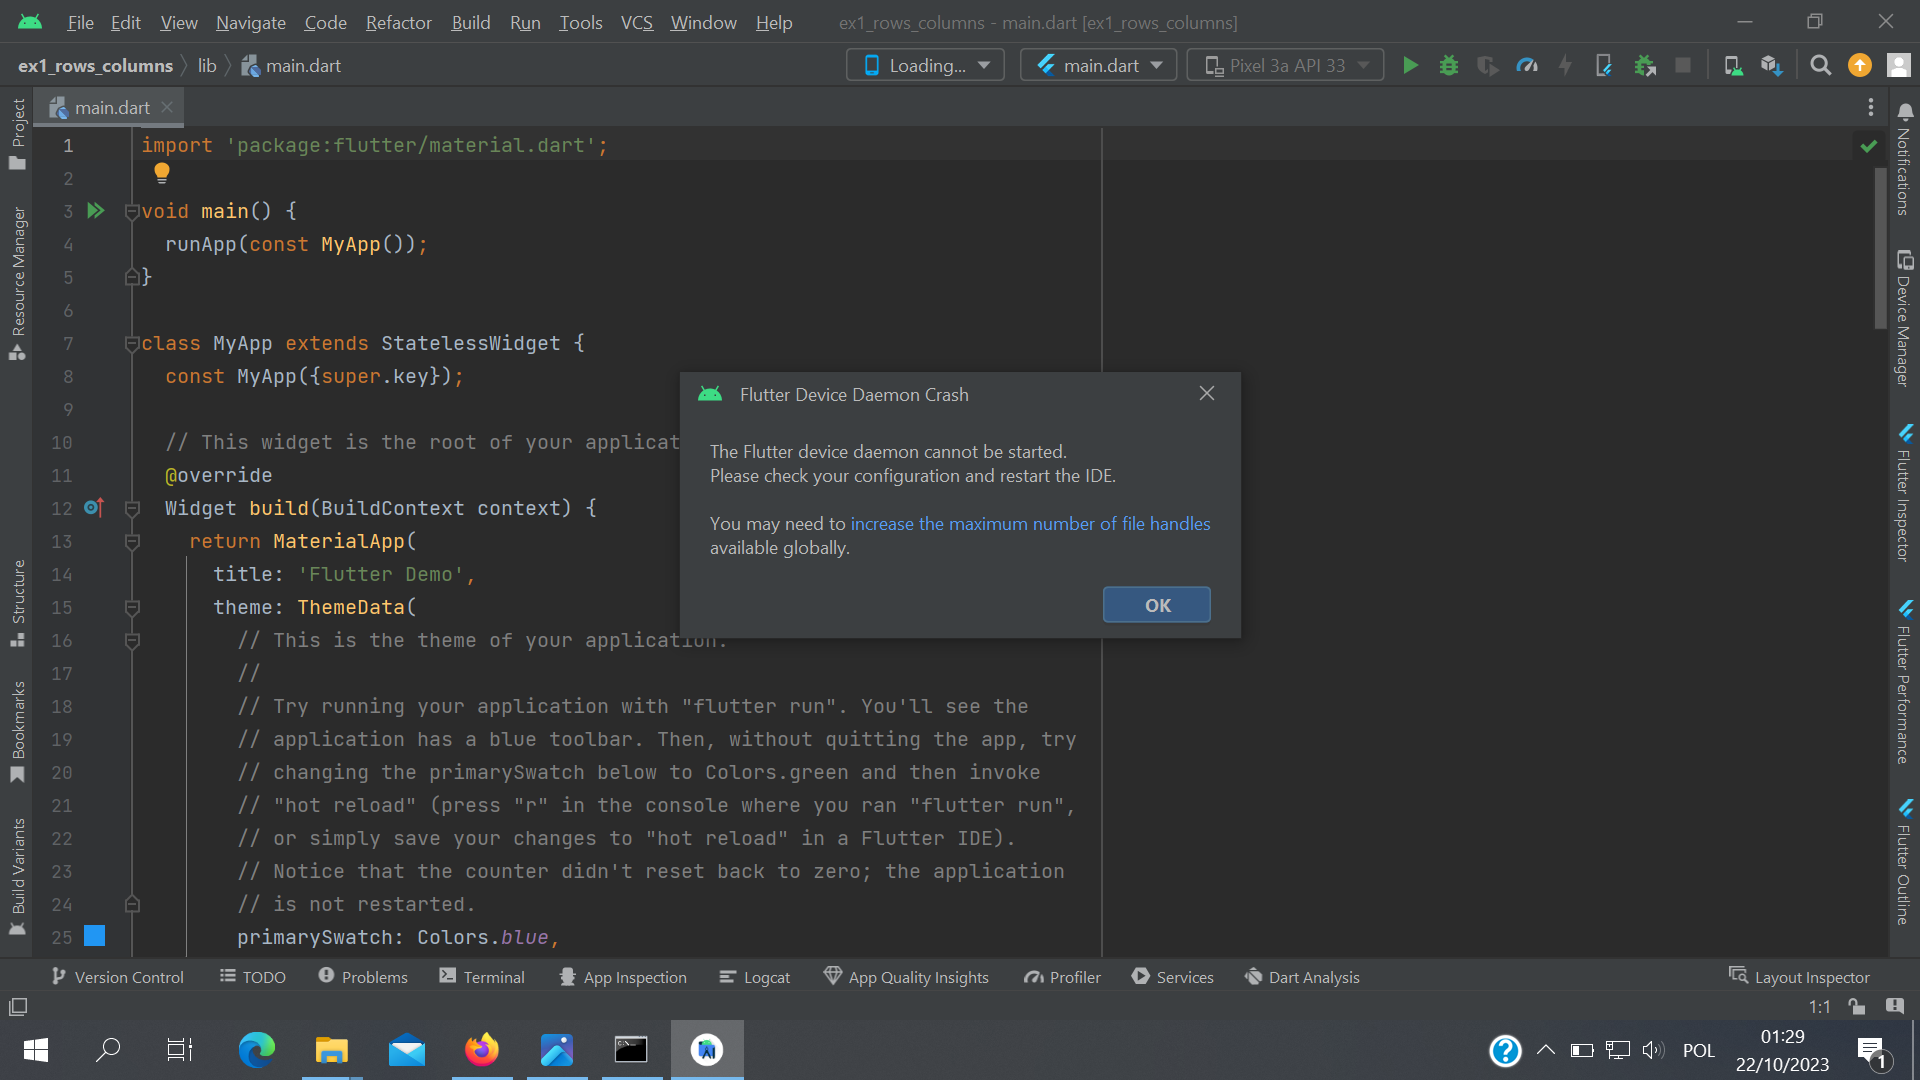 File Edit View Navigate Code Refactor Build Run Tools VCS Window Help ex1_rows_columns - main.dart [ex1_rows_columns]
ex1_rows_columns lib main.dart Loading... main.dart Pixel 3a API 33
main.dart
Project
Resource Manager
Structure
Bookmarks
Build Variants
1 import 'package:flutter/material.dart';
2
3 void main() {
4 runApp(const MyApp());
5 }
6
7 class MyApp extends StatelessWidget {
8 const MyApp({super.key});
9
10 // This widget is the root of your applicat
11 @override
12 Widget build(BuildContext context) {
13 return MaterialApp(
14 title: 'Flutter Demo',
15 theme: ThemeData(
16 // This is the theme of your application.
17 //
18 // Try running your application with "flutter run". You'll see the
19 // application has a blue toolbar. Then, without quitting the app, try
20 // changing the primarySwatch below to Colors.green and then invoke
21 // "hot reload" (press "r" in the console where you ran "flutter run",
22 // or simply save your changes to "hot reload" in a Flutter IDE).
23 // Notice that the counter didn't reset back to zero; the application
24 // is not restarted.
25 primarySwatch: Colors.blue,
Flutter Device Daemon Crash
The Flutter device daemon cannot be started.
Please check your configuration and restart the IDE.
You may need to increase the maximum number of file handles
available globally.
OK
Notifications
Device Manager
Flutter Inspector
Flutter Performance
Flutter Outline
Version Control TODO Problems Terminal App Inspection Logcat App Quality Insights Profiler Services Dart Analysis Layout Inspector
1:1
POL
01:29
22/10/2023
1